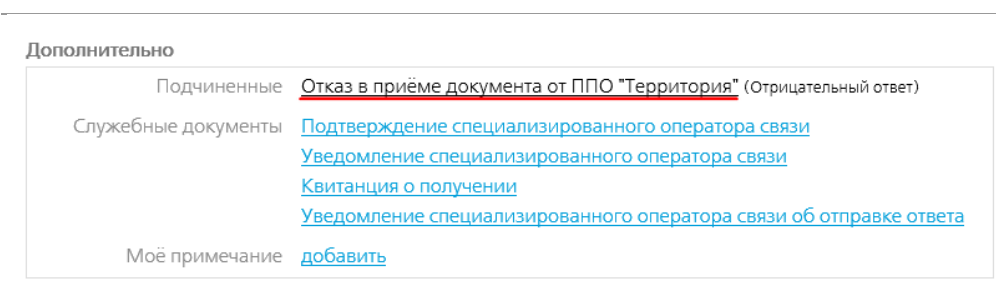 Дополнительно
Подчиненные Отказ в приёме документа от ППО "Территория" (Отрицательный ответ)
Служебные документы Подтверждение специализированного оператора связи
Уведомление специализированного оператора связи
Квитанция о получении
Уведомление специализированного оператора связи об отправке ответа
Моё примечание добавить